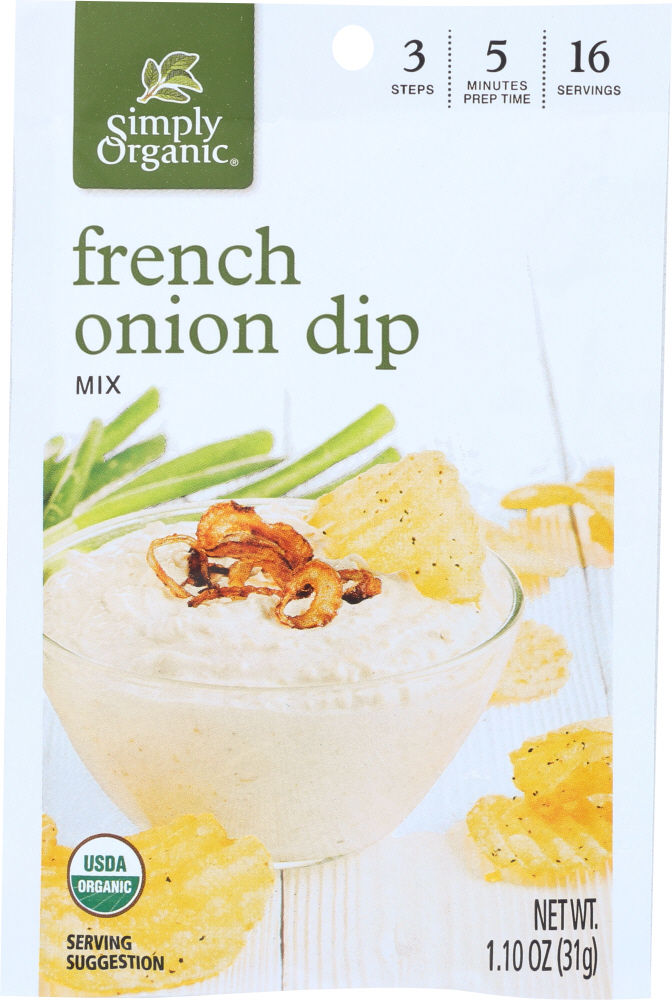 Simply
Organic®
3
STEPS
5
MINUTES
PREP TIME
16
SERVINGS
french
onion dip
MIX
USDA
ORGANIC
SERVING
SUGGESTION
NET WT.
1.10 OZ (31g)